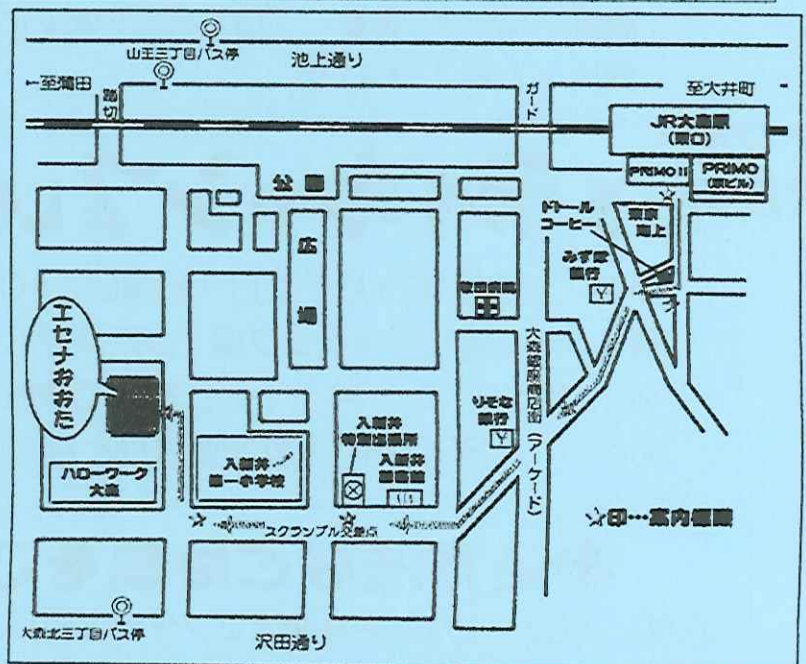 山王三丁目バス停
池上通り
←至蒲田
踏切
ガード
至大井町
JR大森駅
(東口)
PRIMO II
PRIMO
(駅ビル)
公園
広場
ドトール
コーヒー
東京
海上
みずほ
銀行
牧田病院
エセナおおた
大森銀座商店街(アーケード)
りそな
銀行
入新井
特別出張所
入新井
図書館
入新井
第一小学校
ハローワーク
大森
スクランブル交差点
☆印…案内標識
大森北三丁目バス停
沢田通り